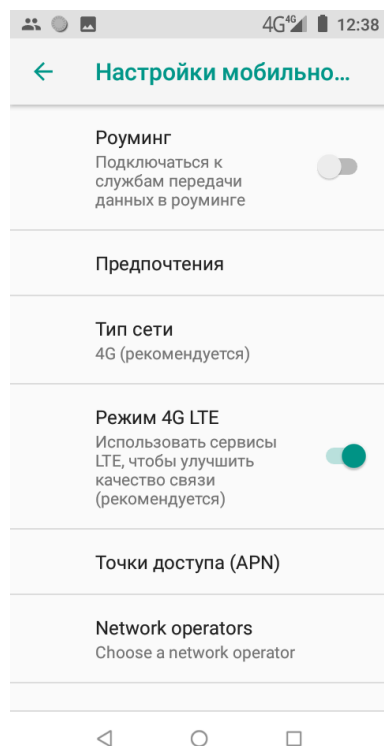 4G 4G 12:38
Настройки мобильно...
Роуминг
Подключаться к
службам передачи
данных в роуминге
Предпочтения
Тип сети
4G (рекомендуется)
Режим 4G LTE
Использовать сервисы
LTE, чтобы улучшить
качество связи
(рекомендуется)
Точки доступа (APN)
Network operators
Choose a network operator